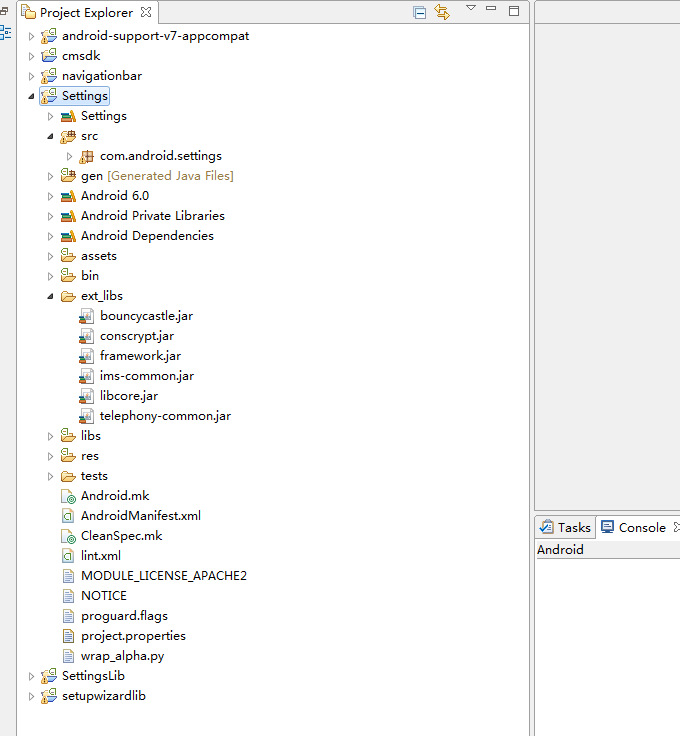 Project Explorer
android-support-v7-appcompat
cmsdk
navigationbar
Settings
Settings
src
com.android.settings
gen [Generated Java Files]
Android 6.0
Android Private Libraries
Android Dependencies
assets
bin
ext_libs
bouncycastle.jar
conscrypt.jar
framework.jar
ims-common.jar
libcore.jar
telephony-common.jar
libs
res
tests
Android.mk
AndroidManifest.xml
CleanSpec.mk
lint.xml
MODULE_LICENSE_APACHE2
NOTICE
proguard.flags
project.properties
wrap_alpha.py
SettingsLib
setupwizardlib
Tasks Console
Android